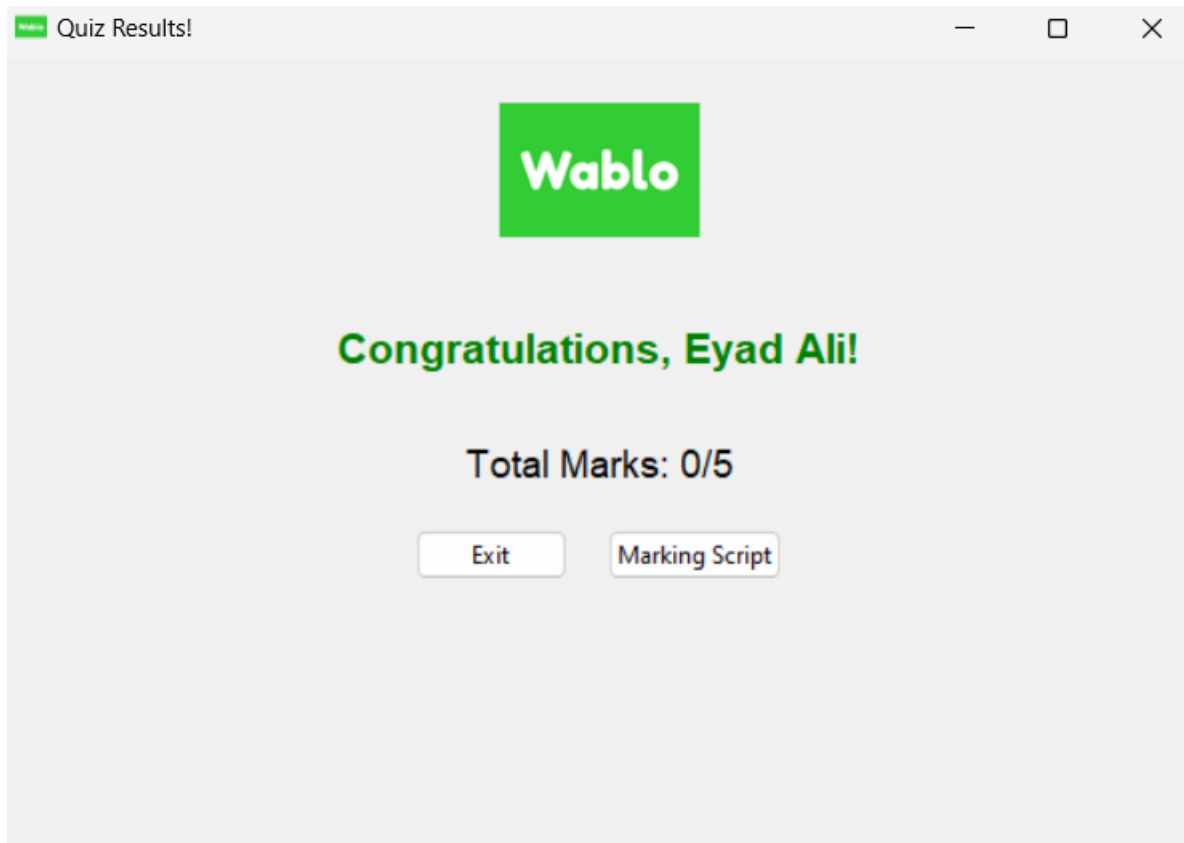 Quiz Results!
Wablo
Congratulations, Eyad Ali!
Total Marks: 0/5
Exit
Marking Script